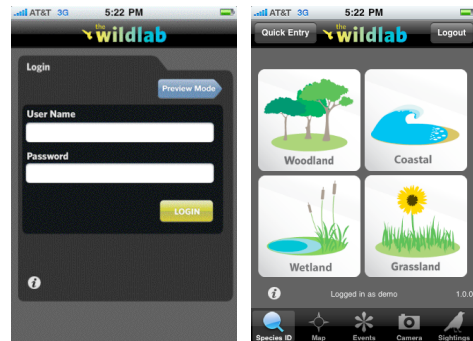 AT&T 3G 5:22 PM
the
wildlab
Login
Preview Mode
User Name
Password
LOGIN
AT&T 3G 5:22 PM
Quick Entry
the
wildlab
Logout
Woodland
Coastal
Wetland
Grassland
Logged in as demo
1.0.0
Species ID Map Events Camera Sightings